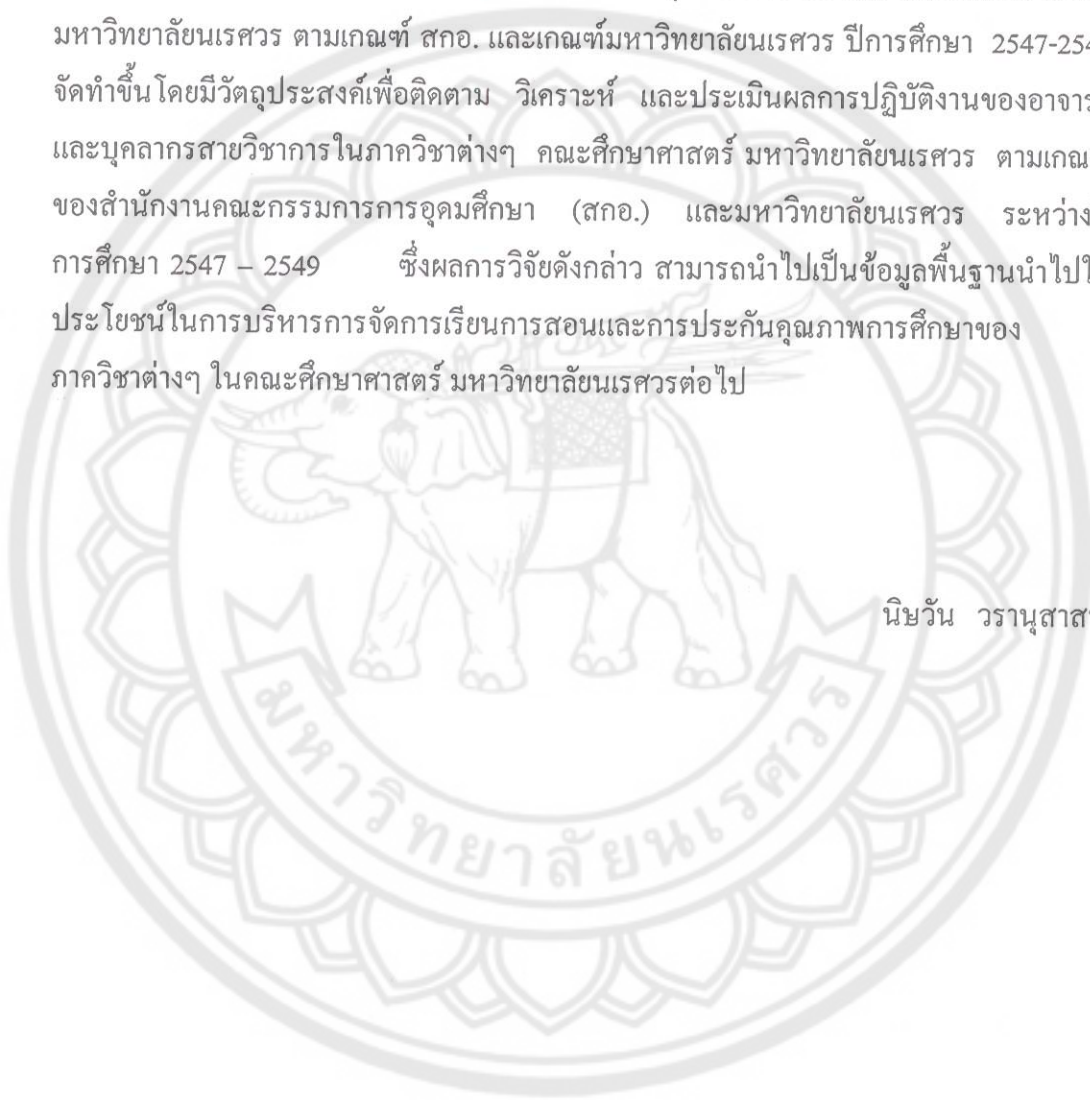 มหาวิทยาลัยนเรศวร ตามเกณฑ์ สกอ. และเกณฑ์มหาวิทยาลัยนเรศวร ปีการศึกษา 2547-254
จัดทำขึ้นโดยมีวัตถุประสงค์เพื่อติดตาม วิเคราะห์ และประเมินผลการปฏิบัติงานของอาจาร
และบุคลากรสายวิชาการในภาควิชาต่างๆ คณะศึกษาศาสตร์ มหาวิทยาลัยนเรศวร ตามเกณ
ของสำนักงานคณะกรรมการการอุดมศึกษา (สกอ.) และมหาวิทยาลัยนเรศวร ระหว่าง
การศึกษา 2547 – 2549 ซึ่งผลการวิจัยดังกล่าว สามารถนำไปเป็นข้อมูลพื้นฐานนำไปใ
ประโยชน์ในการบริหารการจัดการเรียนการสอนและการประกันคุณภาพการศึกษาของ
ภาควิชาต่างๆ ในคณะศึกษาศาสตร์ มหาวิทยาลัยนเรศวรต่อไป
นิษวัน วรานุสาส
มหาวิทยาลัยนเรศวร